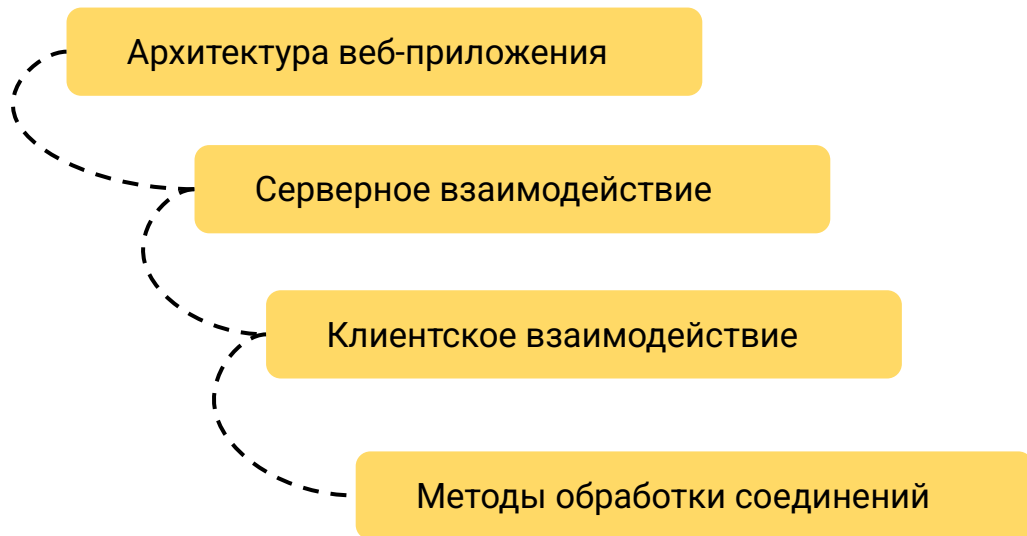 Архитектура веб-приложения
Серверное взаимодействие
Клиентское взаимодействие
Методы обработки соединений